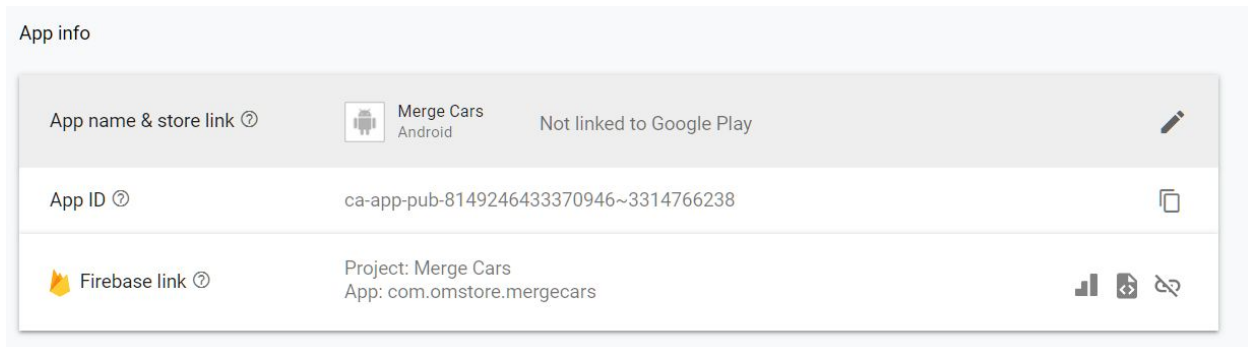 App info
App name & store link
Merge Cars
Android
Not linked to Google Play
App ID
ca-app-pub-8149246433370946~3314766238
Firebase link
Project: Merge Cars
App: com.omstore.mergecars